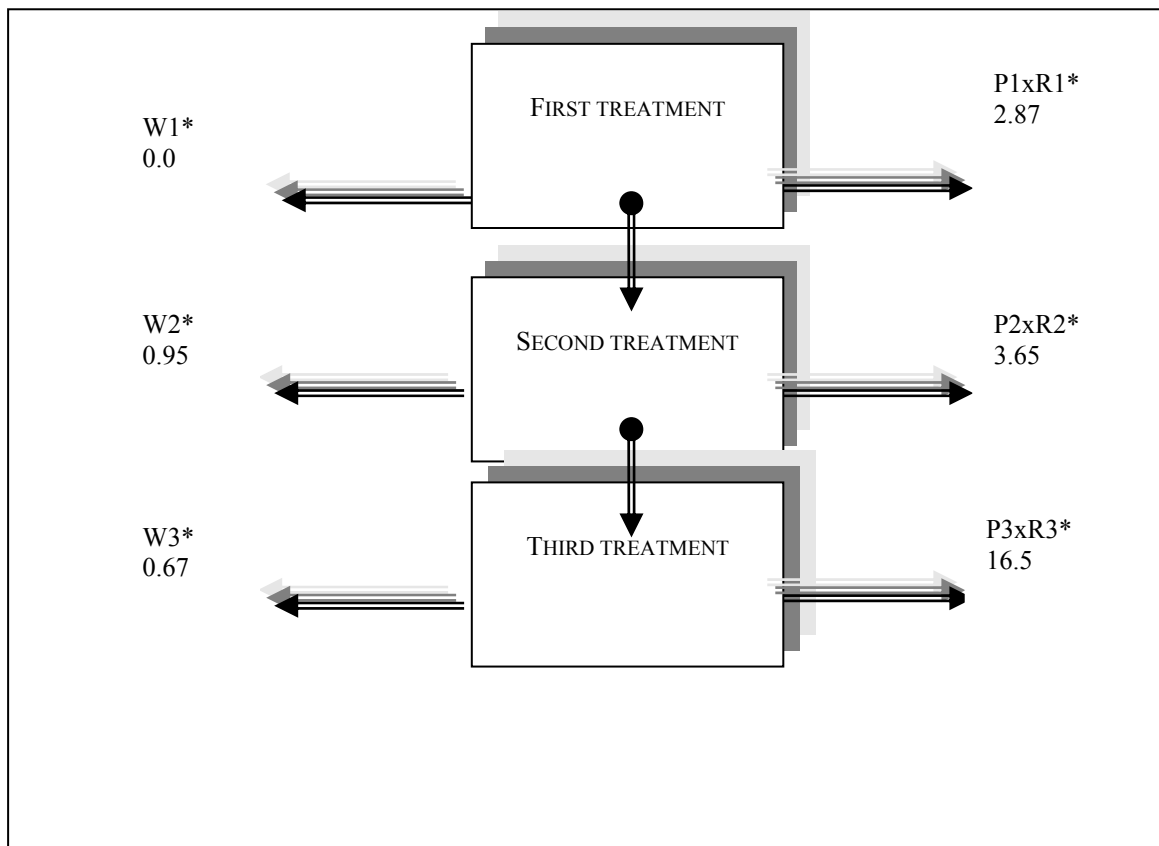 FIRST TREATMENT
P1xR1*
2.87
W1*
0.0
W2*
0.95
SECOND TREATMENT
P2xR2*
3.65
W3*
0.67
THIRD TREATMENT
P3xR3*
16.5